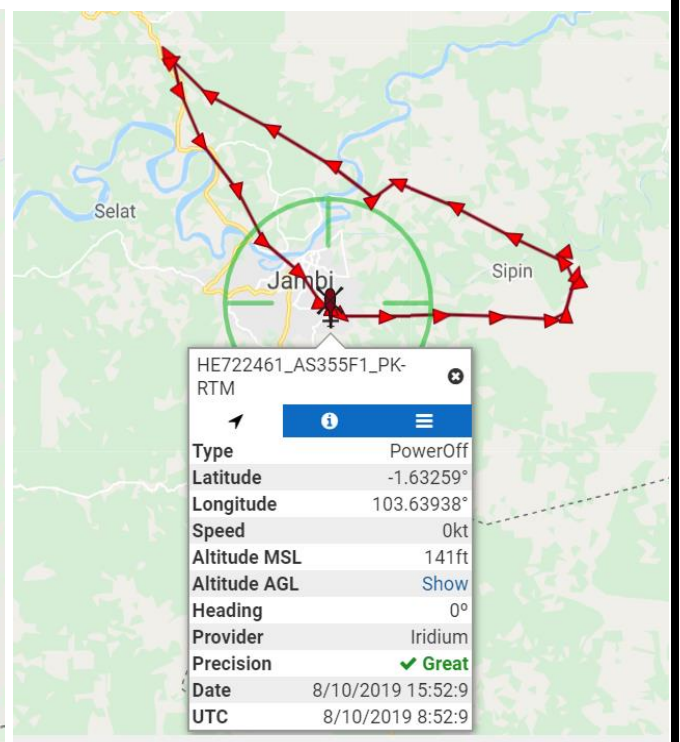 Selat
Jambi
Sipin
HE722461_AS355F1_PK-
RTM
Type PowerOff
Latitude -1.63259°
Longitude 103.63938°
Speed 0kt
Altitude MSL 141ft
Altitude AGL Show
Heading 0º
Provider Iridium
Precision ✔ Great
Date 8/10/2019 15:52:9
UTC 8/10/2019 8:52:9